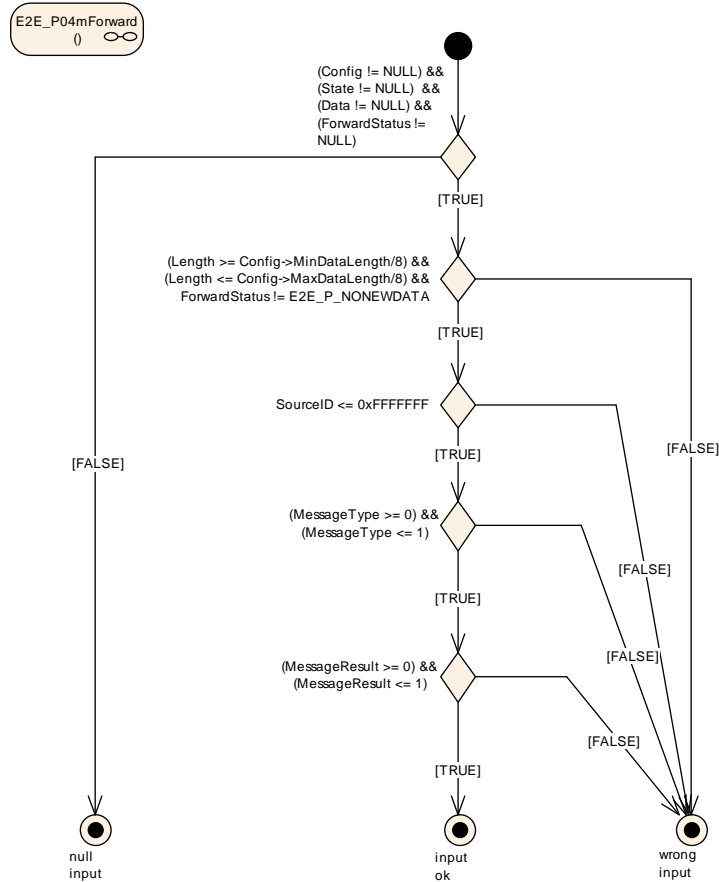 E2E_P04mForward
()
(Config != NULL) &&
(State != NULL)  &&
(Data != NULL) &&
(ForwardStatus !=
NULL)
[TRUE]
(Length >= Config->MinDataLength/8) &&
(Length <= Config->MaxDataLength/8) &&
ForwardStatus != E2E_P_NONEWDATA
[TRUE]
SourceID <= 0xFFFFFFF
[TRUE]
[FALSE]
[FALSE]
(MessageType >= 0) &&
(MessageType <= 1)
[FALSE]
[TRUE]
[FALSE]
(MessageResult >= 0) &&
(MessageResult <= 1)
[FALSE]
[TRUE]
null
input
input
ok
wrong
input